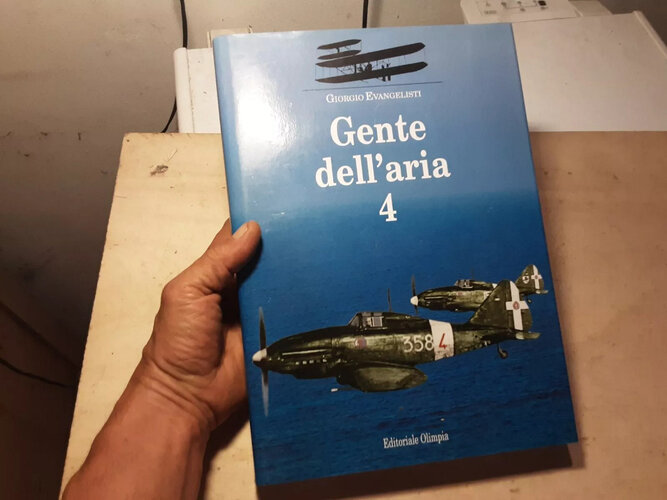 GIORGIO EVANGELISTI
Gente
dell'aria
4
358 4
Editoriale Olimpia